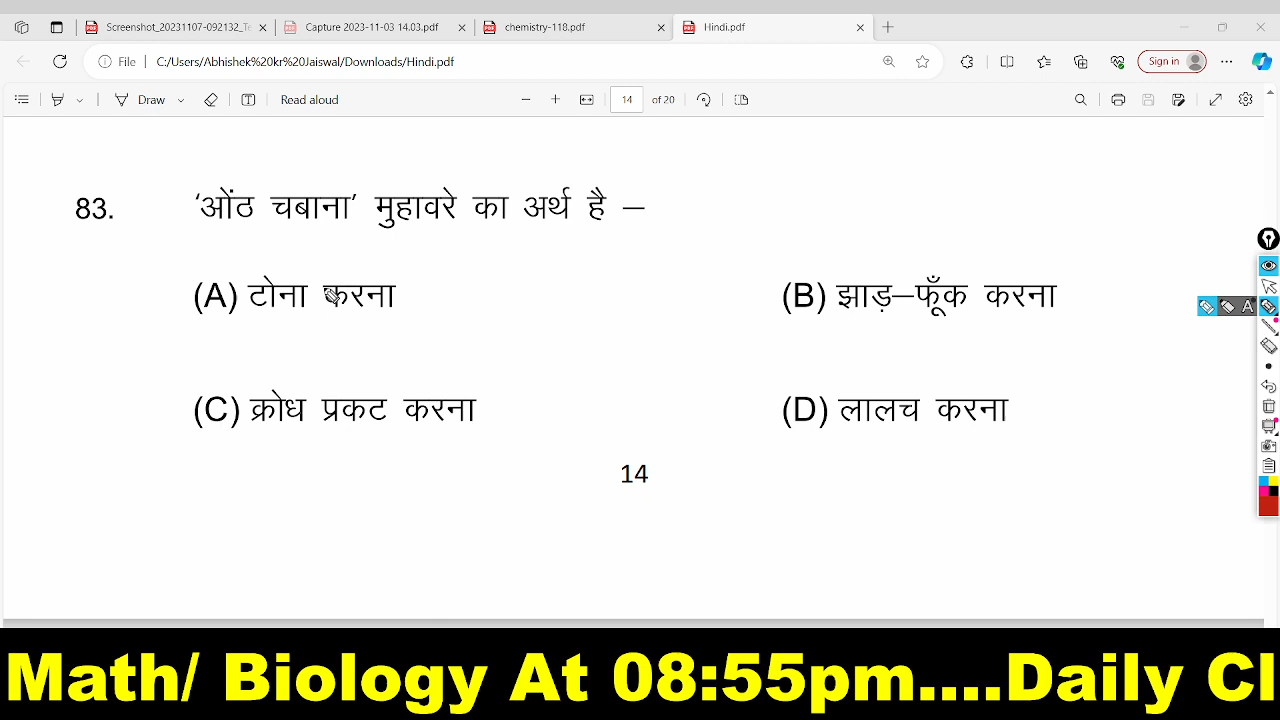 Screenshot_20231107-092132_Te
Capture 2023-11-03 14.03.pdf
chemistry-118.pdf
Hindi.pdf
File C:/Users/Abhishek%20kr%20Jaiswal/Downloads/Hindi.pdf
Sign in
Draw
Read aloud
14 of 20
83. 'ओंठ चबाना' मुहावरे का अर्थ है –
(A) टोना करना (B) झाड़–फूँक करना
(C) क्रोध प्रकट करना (D) लालच करना
14
A
Math/ Biology At 08:55pm....Daily Cl